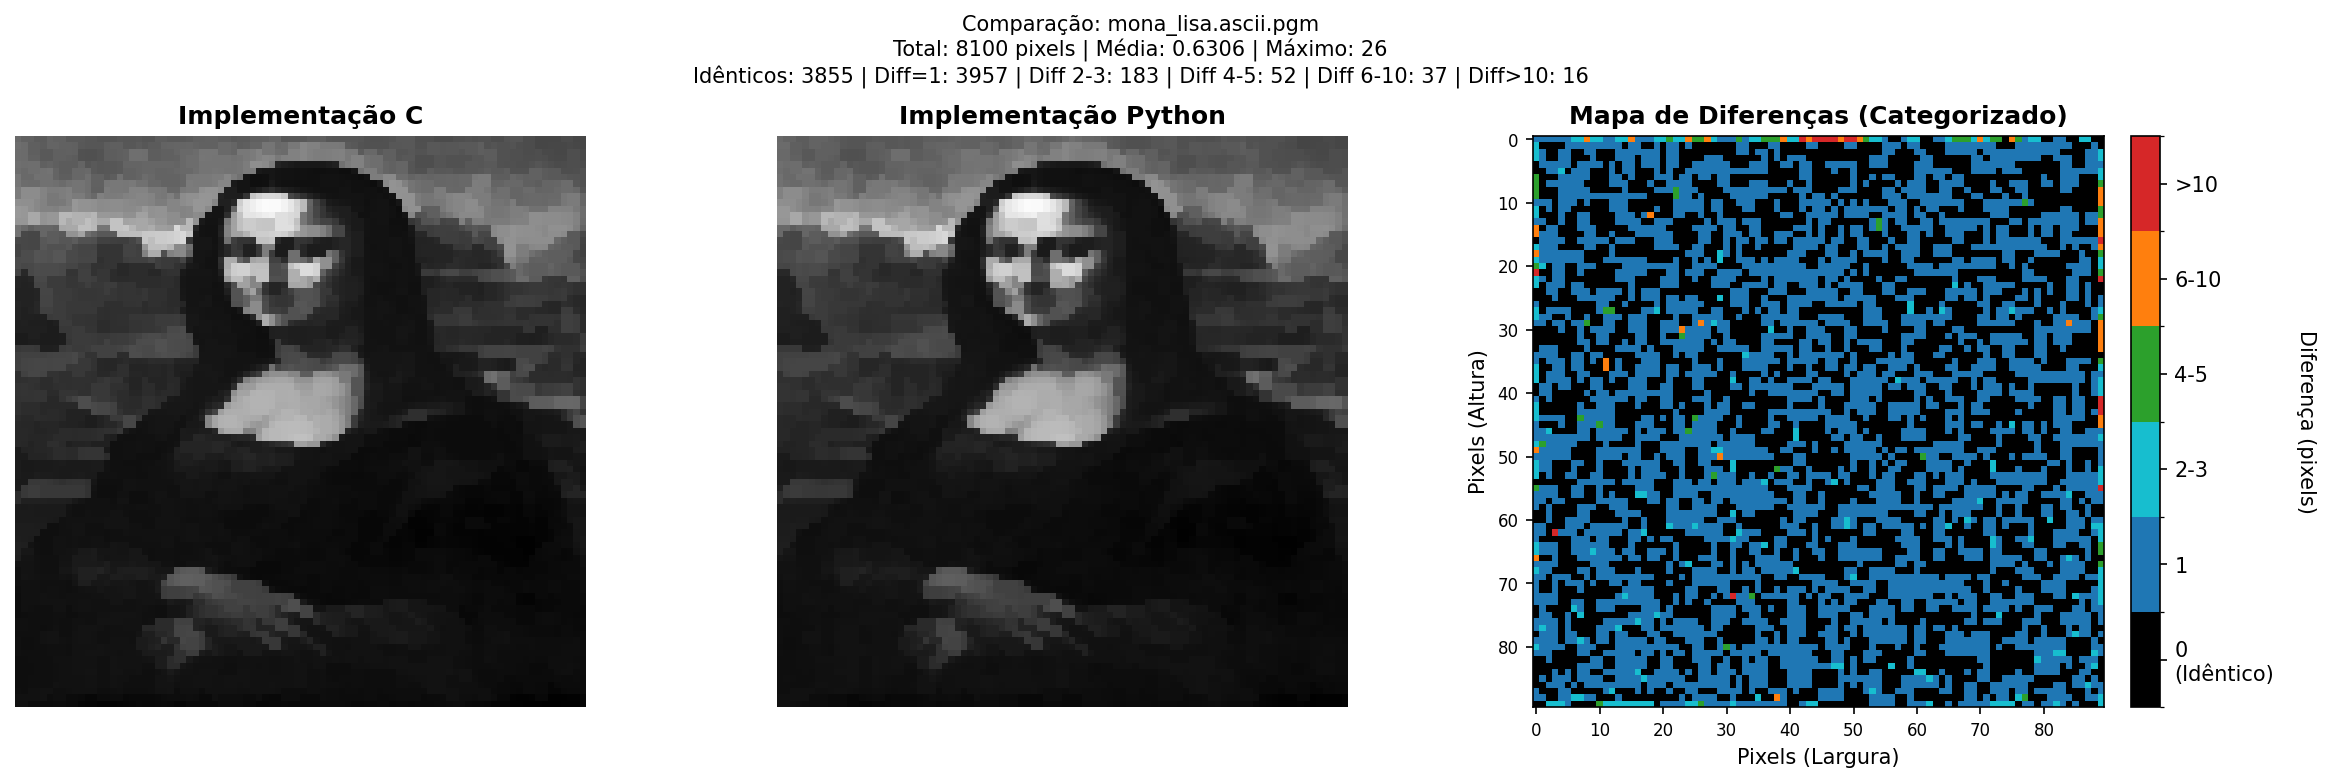 Comparação: mona_lisa.ascii.pgm
Total: 8100 pixels | Média: 0.6306 | Máximo: 26
Idênticos: 3855 | Diff=1: 3957 | Diff 2-3: 183 | Diff 4-5: 52 | Diff 6-10: 37 | Diff>10: 16
Implementação C
Implementação Python
Mapa de Diferenças (Categorizado)
0
10
20
30
40
50
60
70
80
Pixels (Altura)
0 10 20 30 40 50 60 70 80
Pixels (Largura)
>10
6-10
4-5
2-3
1
0
(Idêntico)
Diferença (pixels)